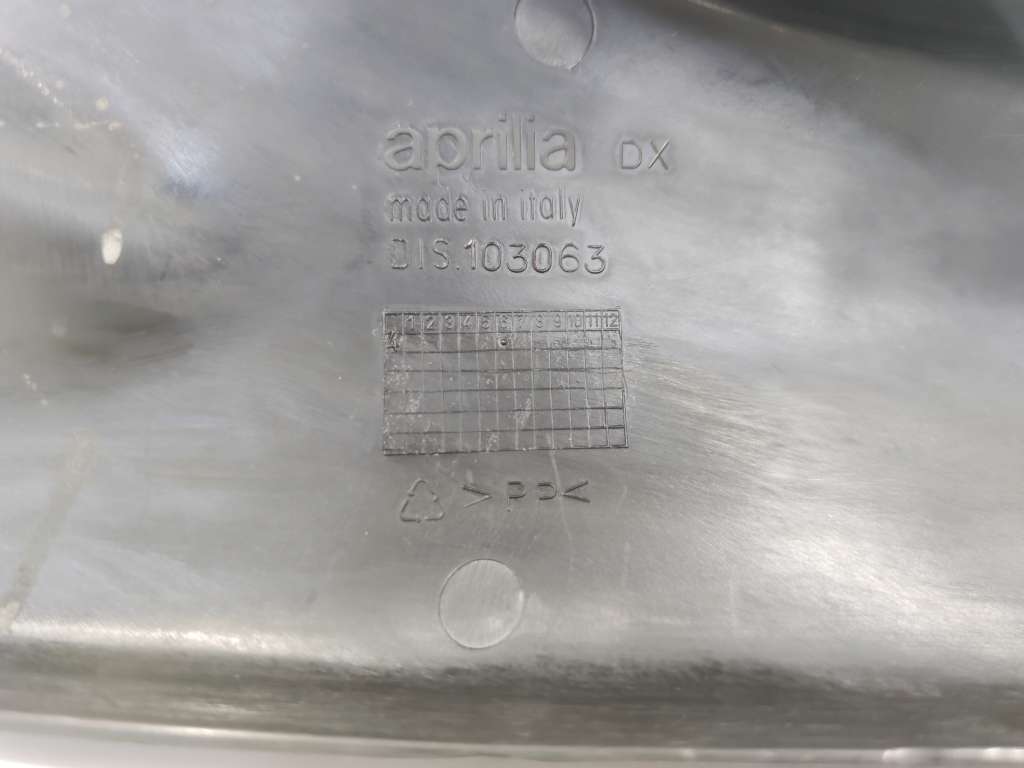 aprilia DX
made in italy
DIS.103063
1 2 3 4 5 6 7 8 9 10 11 12
>PP<